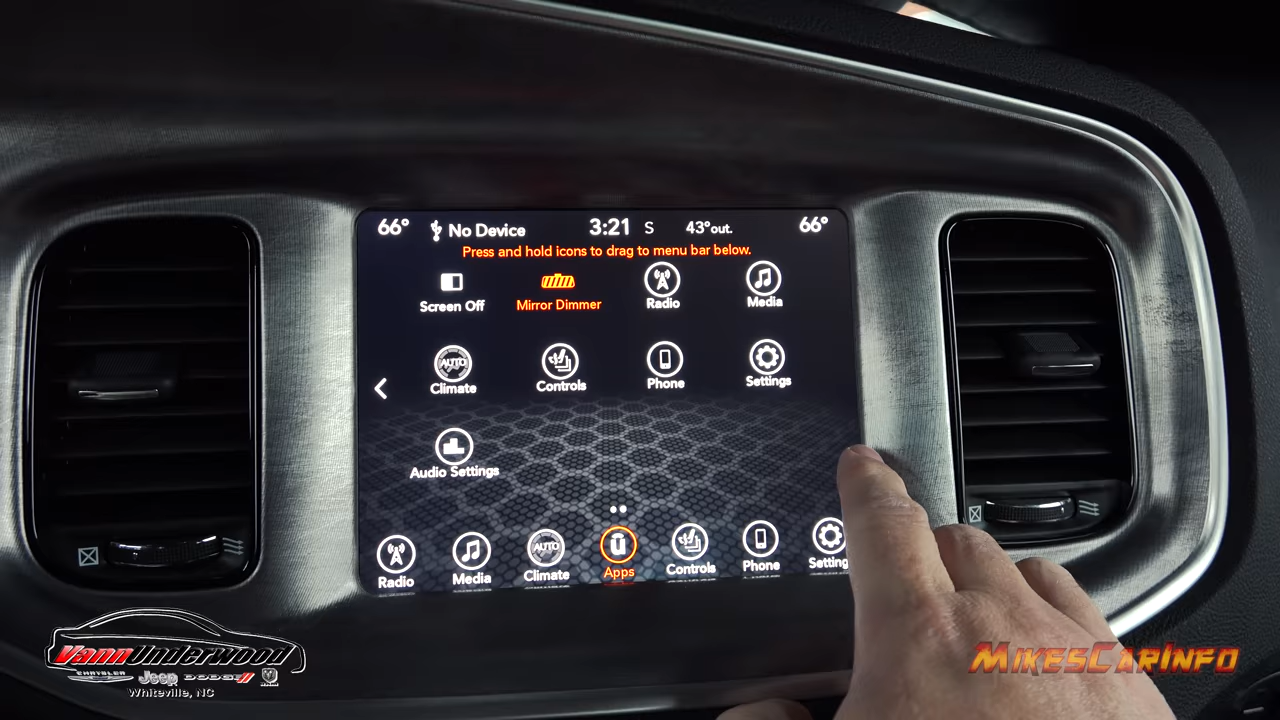 66° No Device 3:21 S 43°out. 66°
Press and hold icons to drag to menu bar below.
Screen Off Mirror Dimmer Radio Media
AUTO
Climate Controls Phone Settings
Audio Settings
AUTO
Radio Media Climate Apps Controls Phone Setting
VannUnderwood
CHRYSLER Jeep DODGE RAM
Whiteville, NC
MikesCarInfo